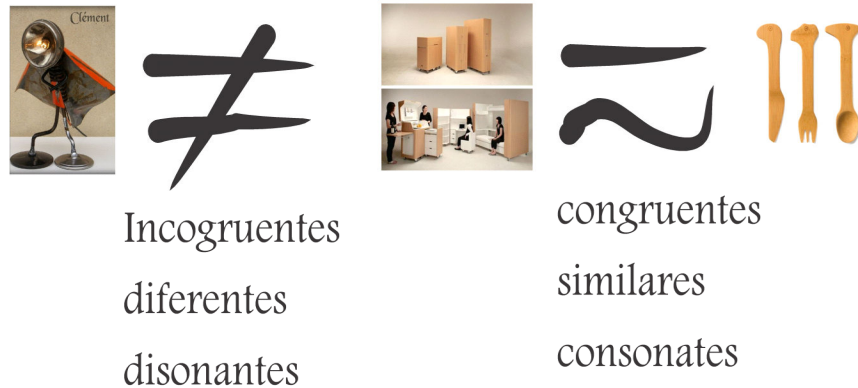 Clément
Incogruentes
diferentes
disonantes
congruentes
similares
consonates